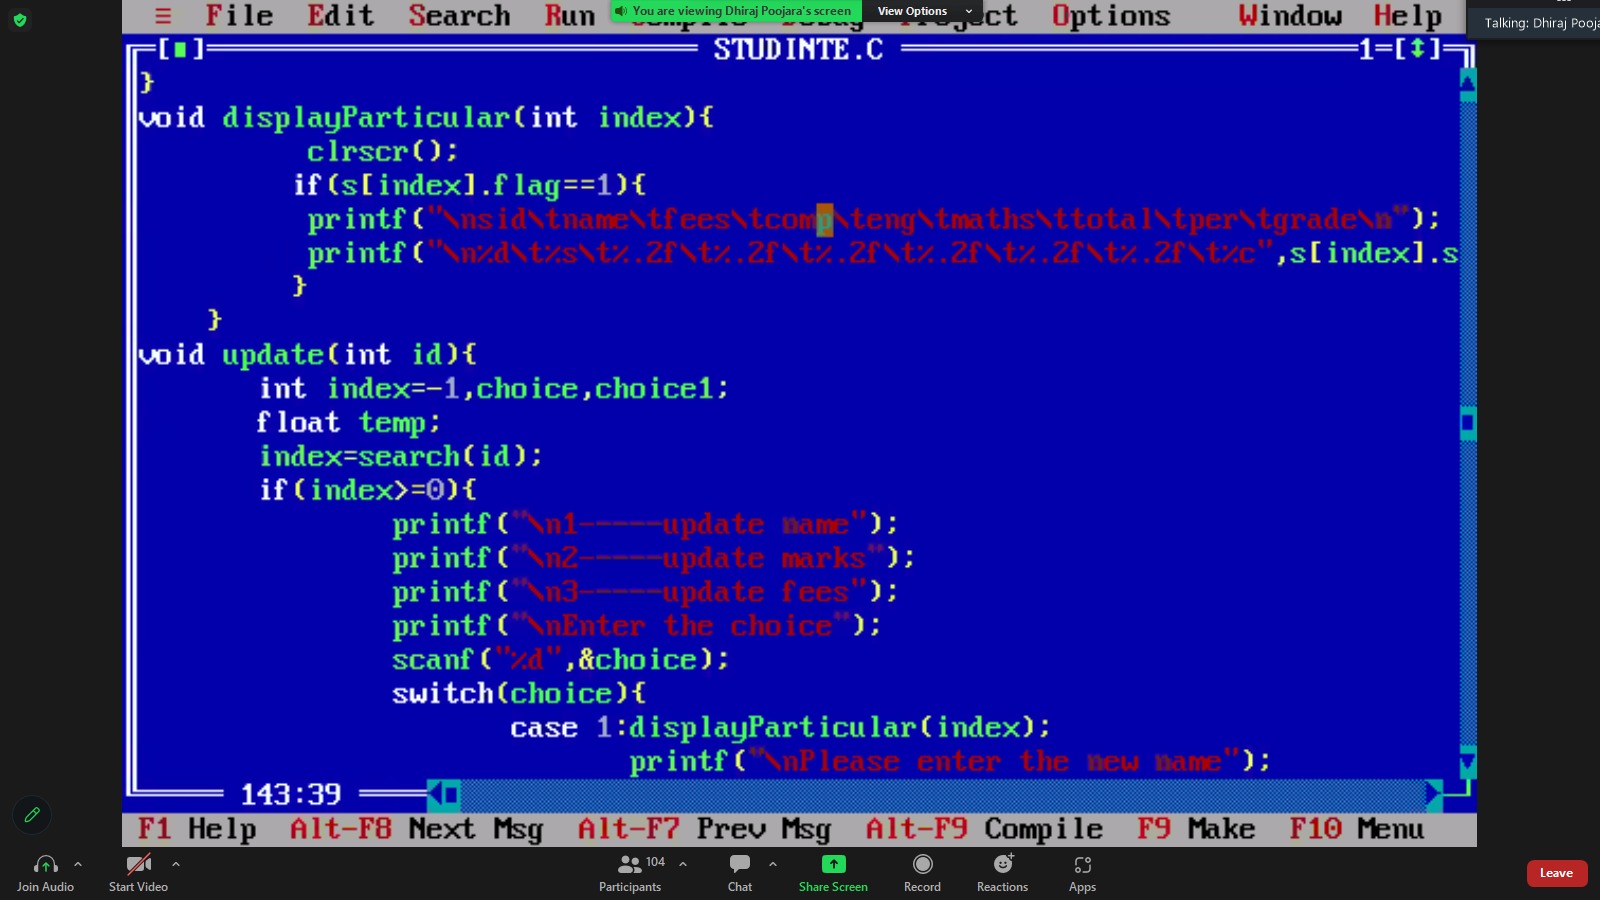 ≡ File Edit Search Run Compile Debug Project Options Window Help
You are viewing Dhiraj Poojara's screen View Options
Talking: Dhiraj Pooja
[■] STUDINTE.C 1=[↕]
}
void displayParticular(int index){
clrscr();
if(s[index].flag==1){
printf("\nsid\tname\tfees\tcomp\teng\tmaths\ttotal\tper\tgrade\n");
printf("\n%d\t%s\t%.2f\t%.2f\t%.2f\t%.2f\t%.2f\t%.2f\t%c",s[index].s
}
}
void update(int id){
int index=-1,choice,choice1;
float temp;
index=search(id);
if(index>=0){
printf("\n1-----update name");
printf("\n2-----update marks");
printf("\n3-----update fees");
printf("\nEnter the choice");
scanf("%d",&choice);
switch(choice){
case 1:displayParticular(index);
printf("\nPlease enter the new name");
143:39
F1 Help Alt-F8 Next Msg Alt-F7 Prev Msg Alt-F9 Compile F9 Make F10 Menu
Join Audio Start Video Participants 104 Chat Share Screen Record Reactions Apps Leave